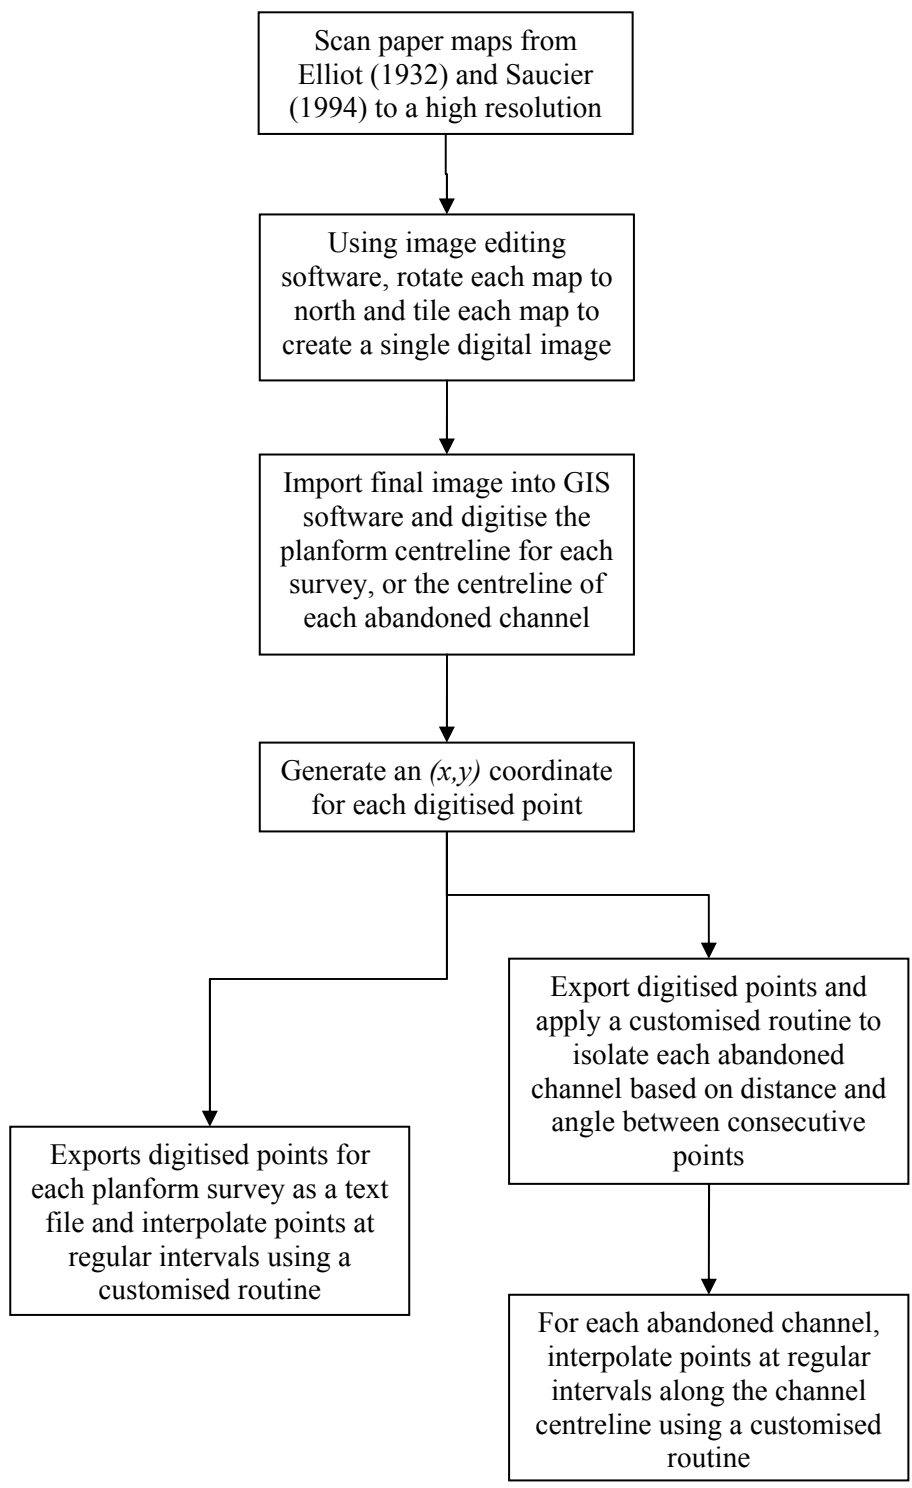 Scan paper maps from
Elliot (1932) and Saucier
(1994) to a high resolution
Using image editing
software, rotate each map to
north and tile each map to
create a single digital image
Import final image into GIS
software and digitise the
planform centreline for each
survey, or the centreline of
each abandoned channel
Generate an (x,y) coordinate
for each digitised point
Exports digitised points for
each planform survey as a text
file and interpolate points at
regular intervals using a
customised routine
Export digitised points and
apply a customised routine to
isolate each abandoned
channel based on distance and
angle between consecutive
points
For each abandoned channel,
interpolate points at regular
intervals along the channel
centreline using a customised
routine